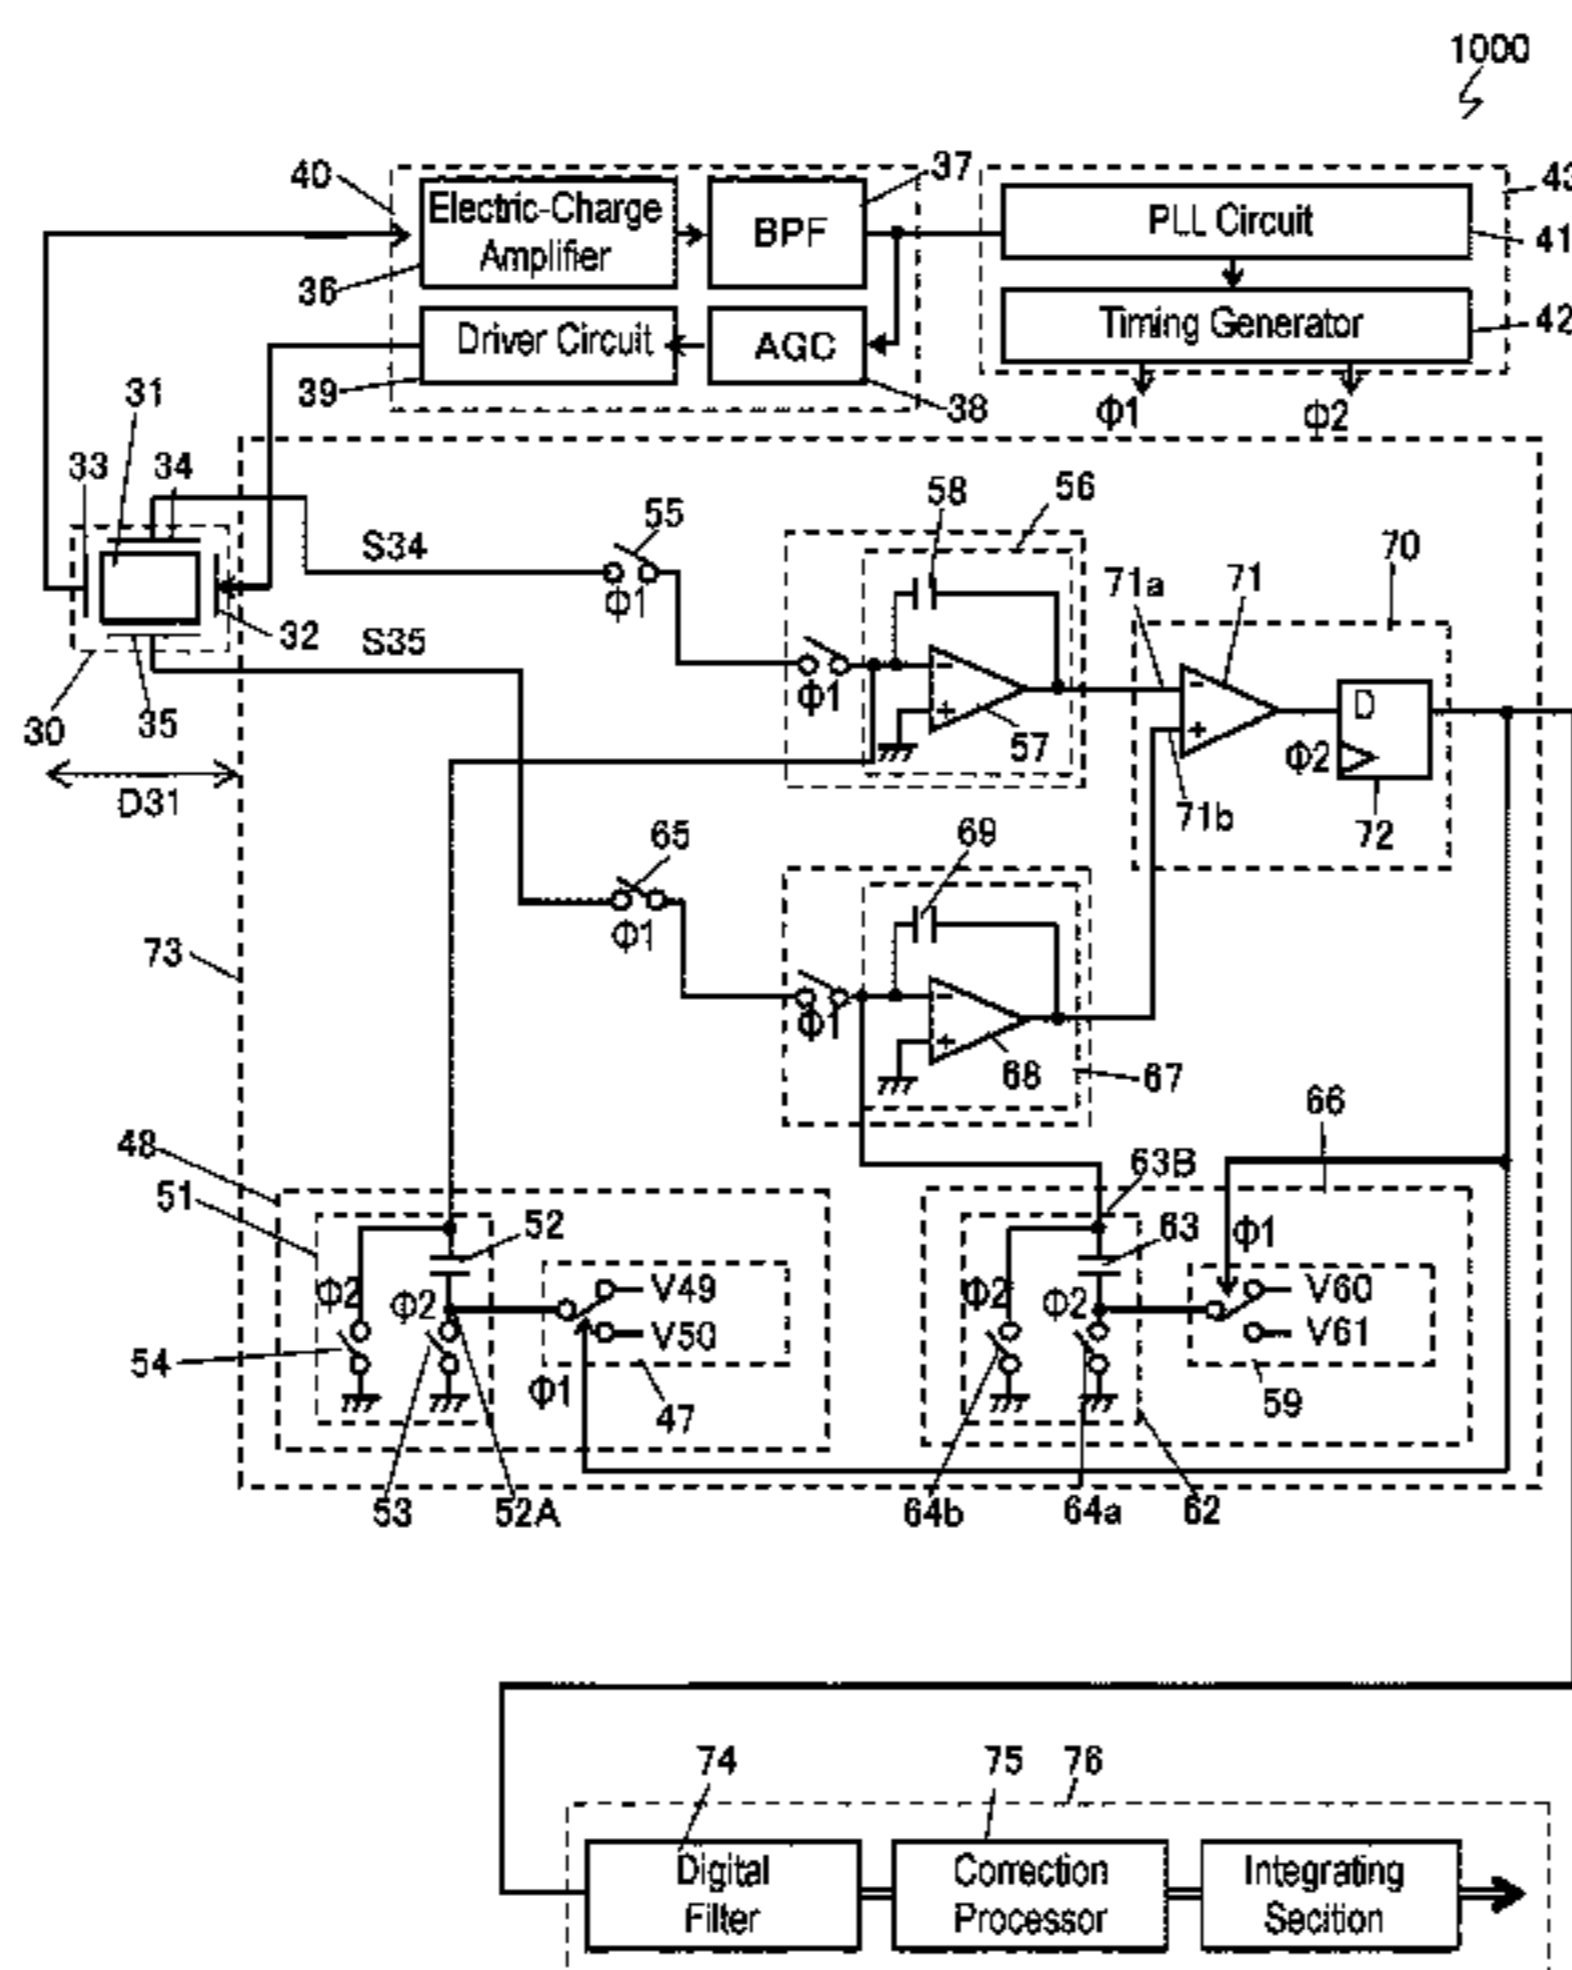 1000
40
37
43
Electric-Charge
Amplifier
BPF
PLL Circuit
41
36
Driver Circuit
AGC
Timing Generator
42
39
38
Φ1
Φ2
31
33
34
S34
55
Φ1
58
56
70
71a
71
32
S35
Φ1
-
+
57
-
+
D
Φ2
30
35
D31
71b
72
65
Φ1
69
73
Φ1
-
+
68
67
66
48
51
63B
52
63
Φ1
Φ2
Φ2
V49
V50
Φ2
Φ2
V60
V61
54
Φ1
47
59
53
52A
64b
64a
62
74
75
76
Digital
Filter
Correction
Processor
Integrating
Secition